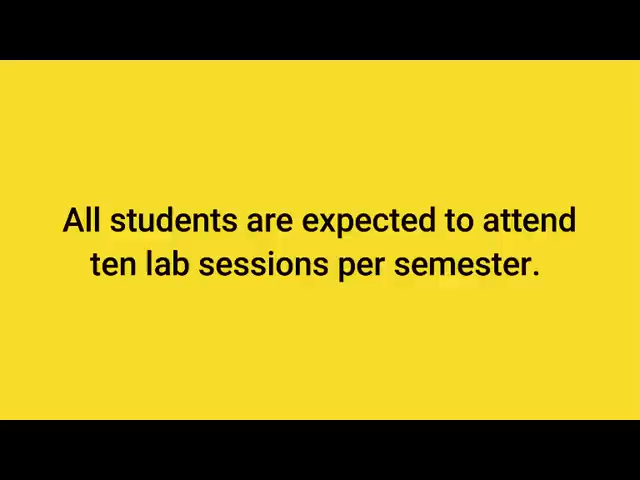 All students are expected to attend
ten lab sessions per semester.